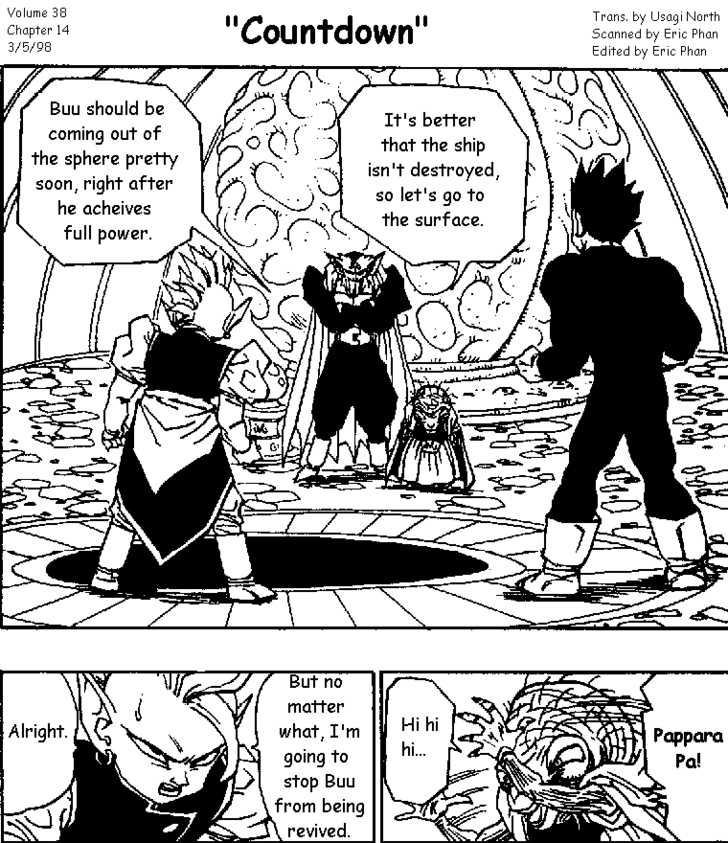 Volume 38
Chapter 14
3/5/98
"Countdown"
Trans. by Usagi North
Scanned by Eric Phan
Edited by Eric Phan
Buu should be
coming out of
the sphere pretty
soon, right after
he acheives
full power.
It's better
that the ship
isn't destroyed,
so let's go to
the surface.
Alright.
But no
matter
what, I'm
going to
stop Buu
from being
revived.
Hi hi
hi...
Pappara
Pa!